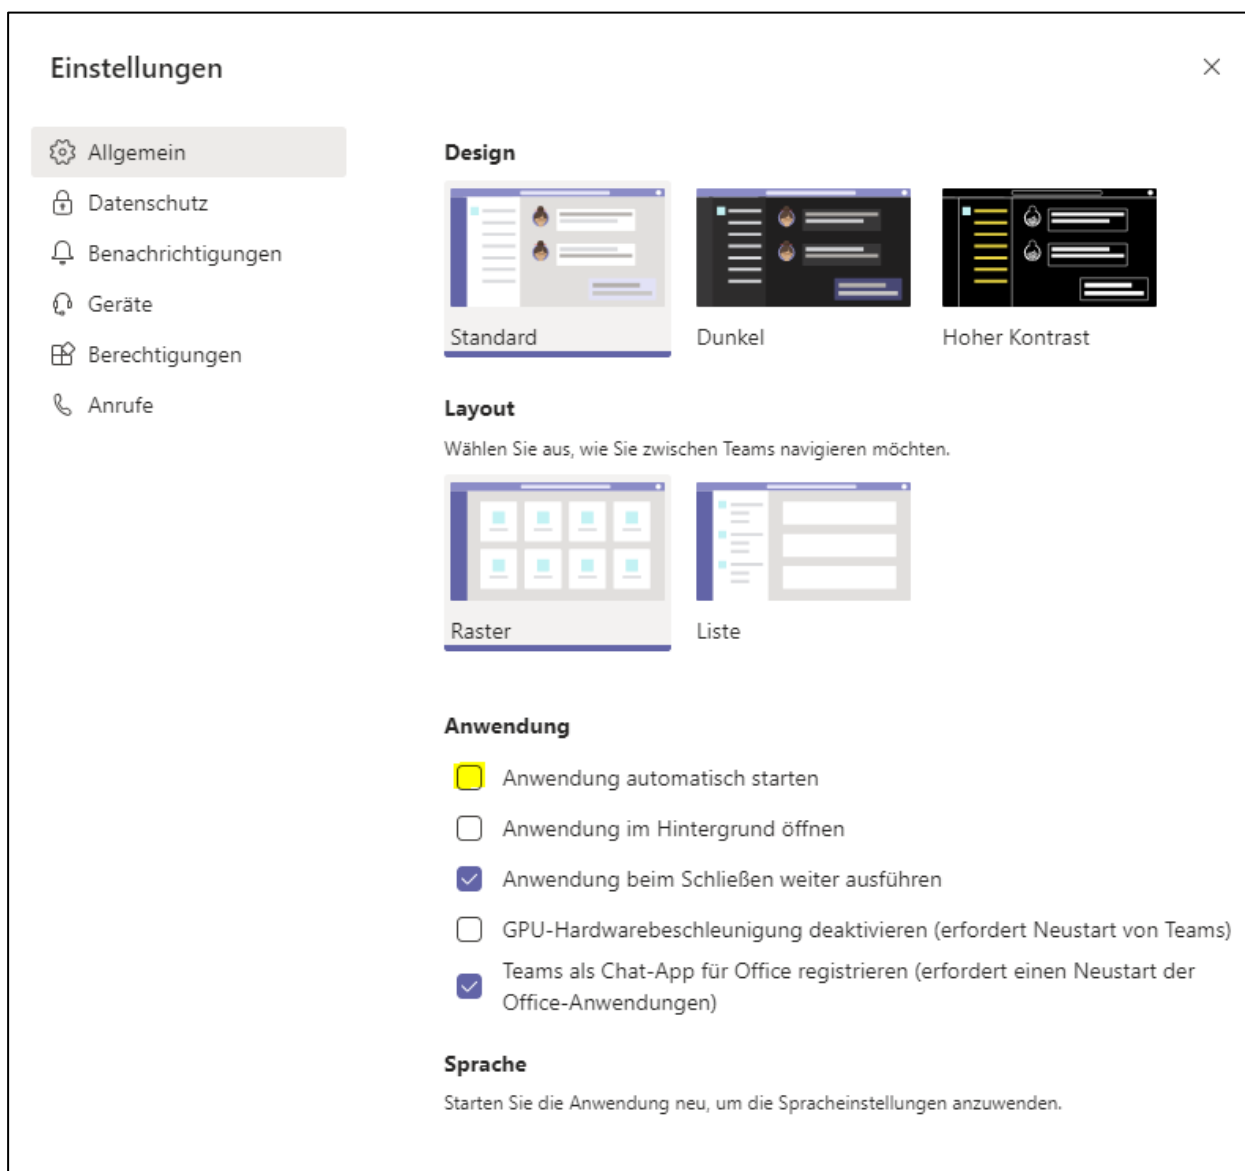 Einstellungen
Allgemein
Datenschutz
Benachrichtigungen
Geräte
Berechtigungen
Anrufe
Design
Standard
Dunkel
Hoher Kontrast
Layout
Wählen Sie aus, wie Sie zwischen Teams navigieren möchten.
Raster
Liste
Anwendung
Anwendung automatisch starten
Anwendung im Hintergrund öffnen
Anwendung beim Schließen weiter ausführen
GPU-Hardwarebeschleunigung deaktivieren (erfordert Neustart von Teams)
Teams als Chat-App für Office registrieren (erfordert einen Neustart der
Office-Anwendungen)
Sprache
Starten Sie die Anwendung neu, um die Spracheinstellungen anzuwenden.